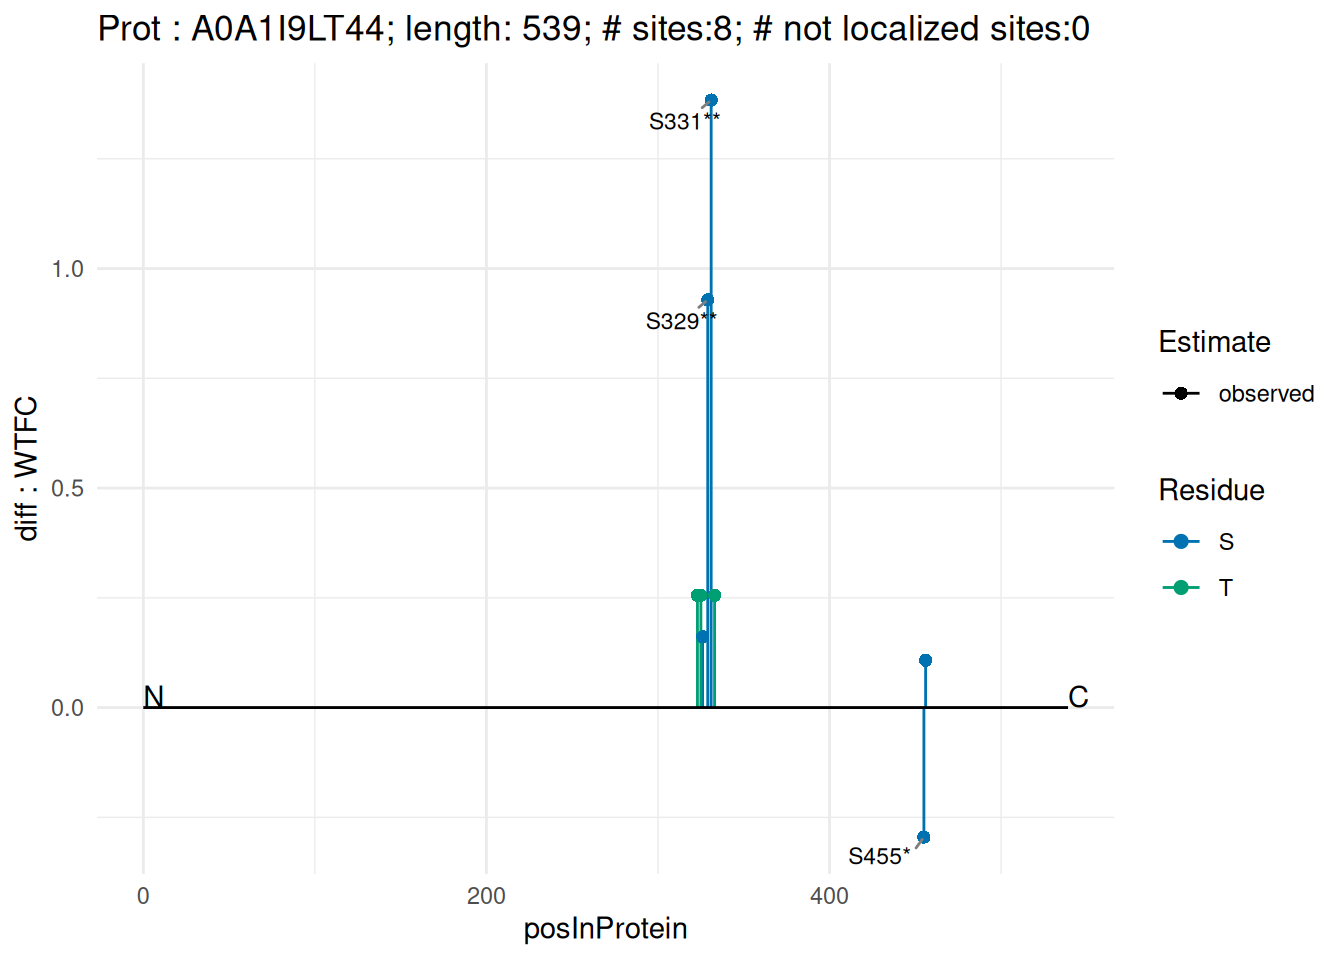 Prot : A0A1I9LT44; length: 539; # sites:8; # not localized sites:0
diff : WTFC
1.0
0.5
0.0
S331**
S329**
N
C
S455*
0
200
400
posInProtein
Estimate
observed
Residue
S
T